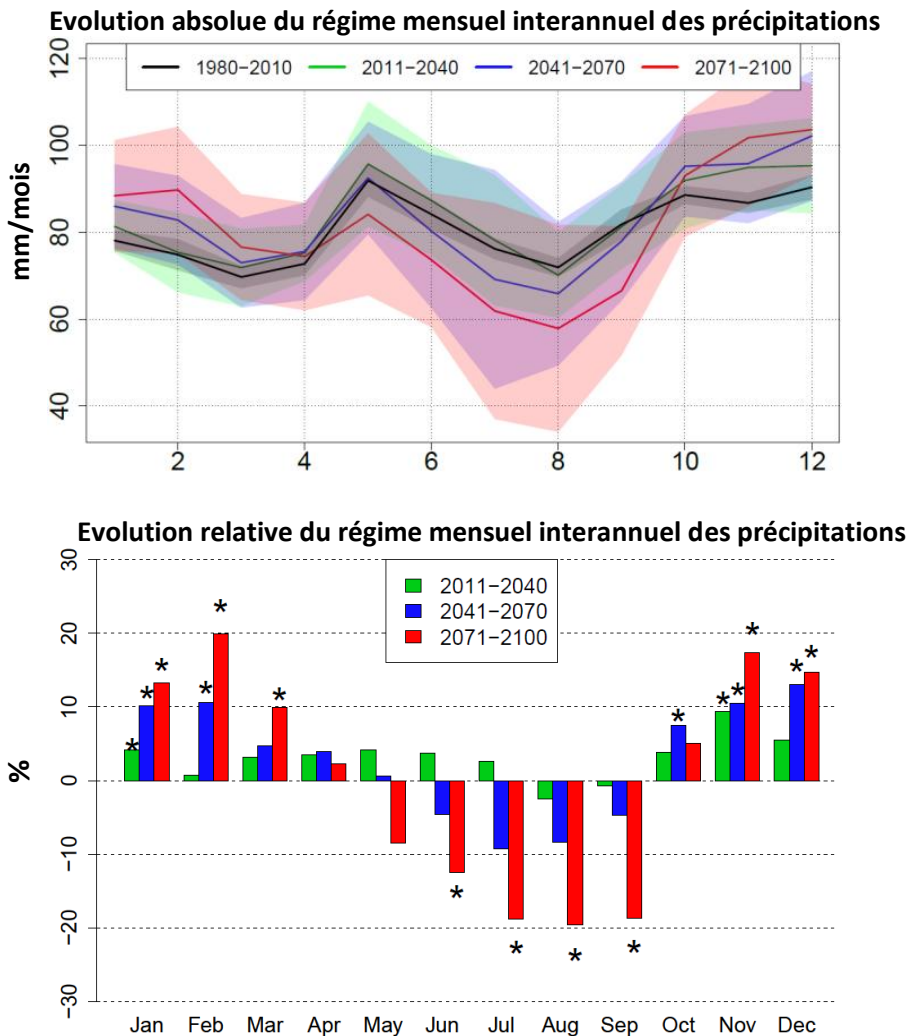 Evolution absolue du régime mensuel interannuel des précipitations
1980−2010 2011−2040 2041−2070 2071−2100
mm/mois
120
100
80
60
40
2 4 6 8 10 12
Evolution relative du régime mensuel interannuel des précipitations
2011−2040
2041−2070
2071−2100
%
30
20
10
0
−10
−20
−30
* * * * * * * * * * * * * * * * *
Jan Feb Mar Apr May Jun Jul Aug Sep Oct Nov Dec